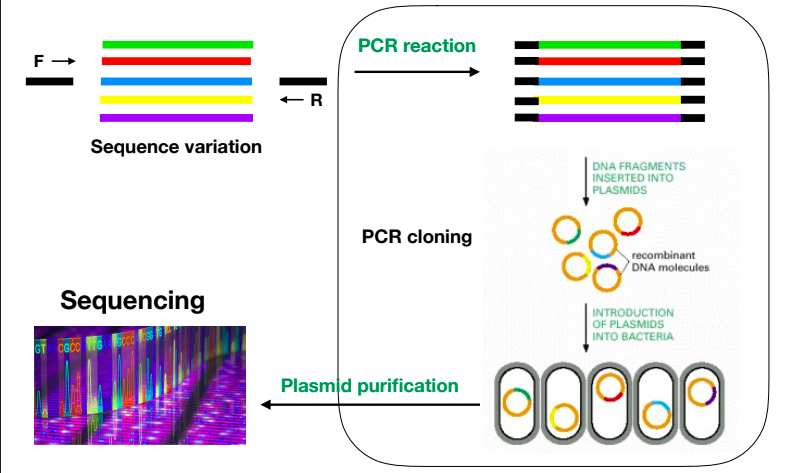 PCR reaction
F
R
Sequence variation
DNA FRAGMENTS
INSERTED INTO
PLASMIDS
PCR cloning
recombinant
DNA molecules
Sequencing
INTRODUCTION
OF PLASMIDS
INTO BACTERIA
Plasmid purification